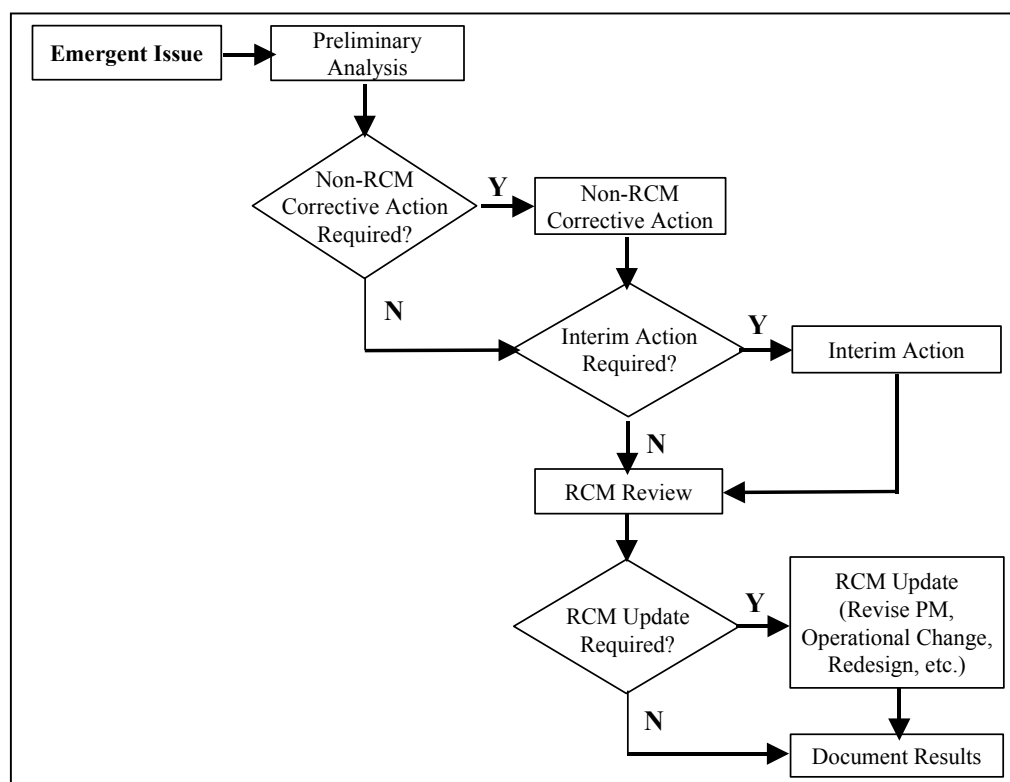 Emergent Issue
Preliminary
Analysis
Non-RCM
Corrective Action
Required?
Y
Non-RCM
Corrective Action
N
Interim Action
Required?
Y
Interim Action
N
RCM Review
RCM Update
Required?
Y
RCM Update
(Revise PM,
Operational Change,
Redesign, etc.)
N
Document Results